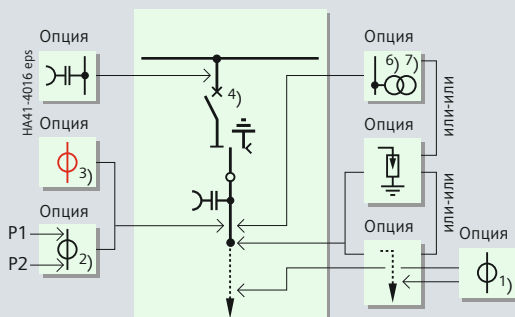 Опция
HA41-4016 eps
4)
6) 7)
Опция
или-или
Опция
3)
Опция
Опция
P1
P2
2)
или-или
Опция
Опция
1)